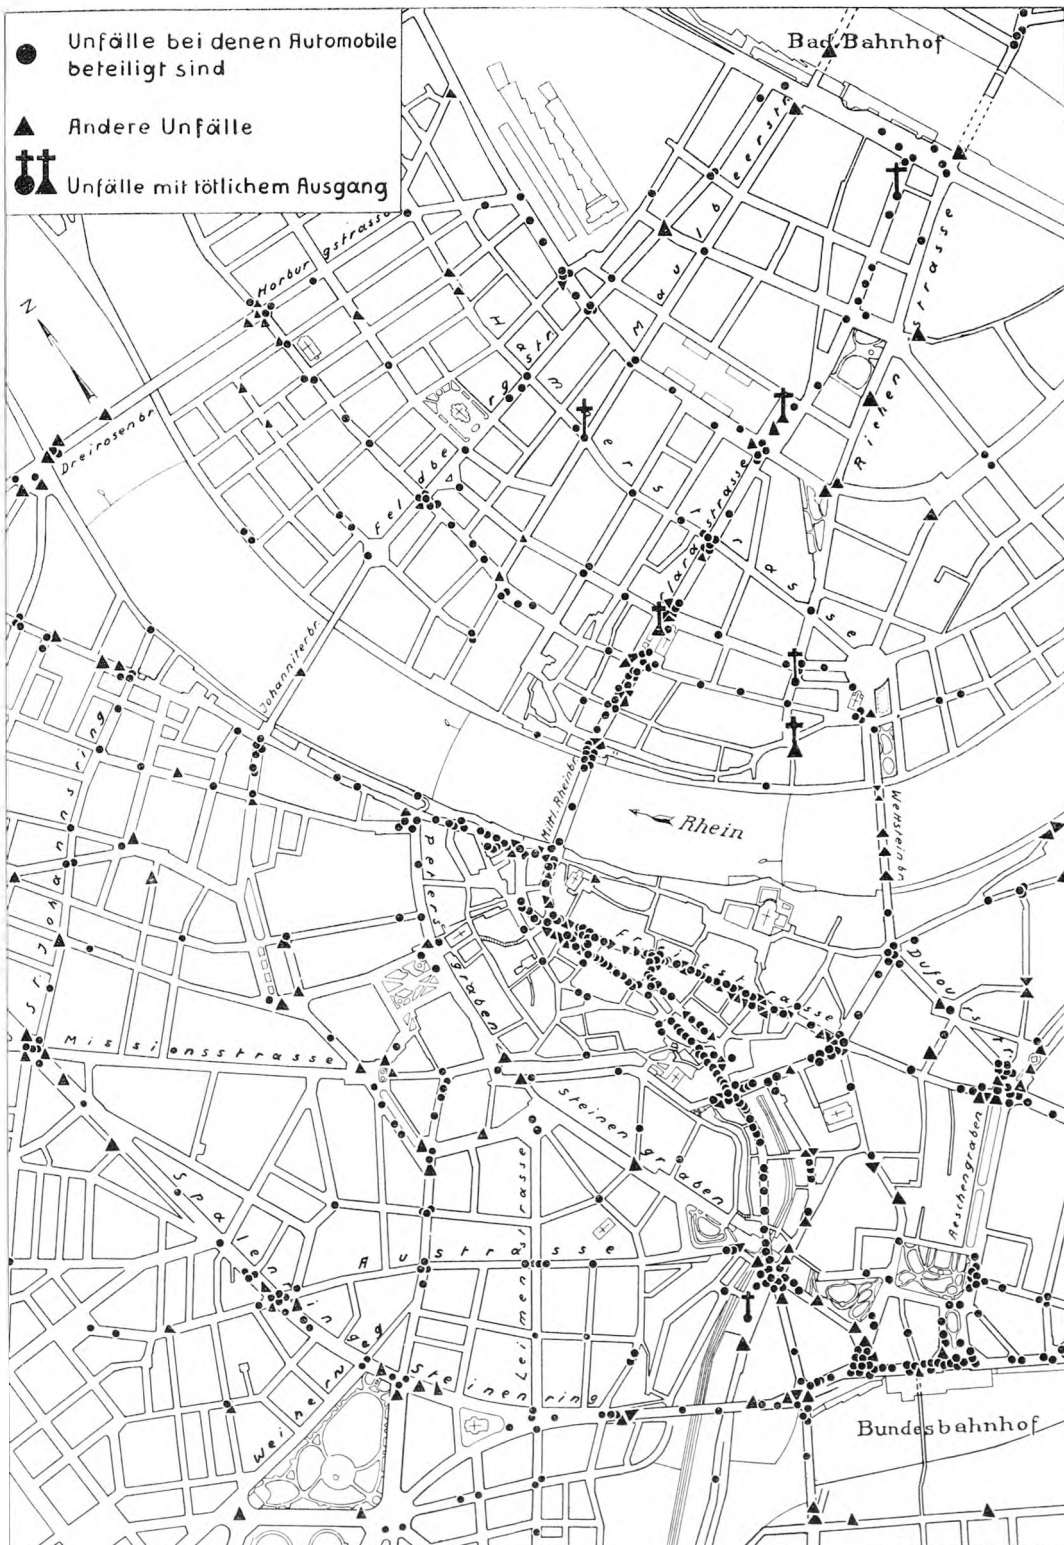 Unfälle bei denen Automobile
beteiligt sind
Andere Unfälle
Unfälle mit tötlichem Ausgang
Bad. Bahnhof
N
Horburgstrasse
Maulbeerstr.
Riehenstrasse
Dreirosenbr.
Feldbergstr.
Hammerstrasse
Clarastrasse
Johanniterbr.
Mittl. Rheinbr.
Rhein
Wettsteinbr.
St. Johannsring
Petersgraben
Freiestrasse
Dufourstr.
Missionsstrasse
Steinengraben
Aeschengraben
Spalenring
Austrasse
Leimenstrasse
Weiherweg
Steinenring
Bundesbahnhof